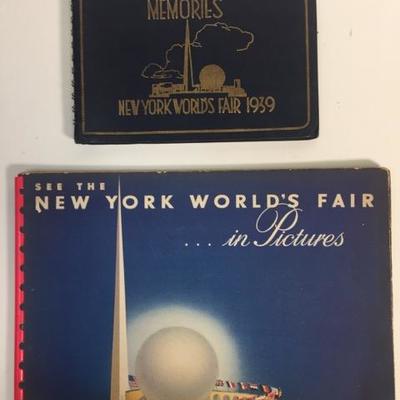 MEMORIES
NEW YORK WORLD'S FAIR 1939
SEE THE
NEW YORK WORLD'S FAIR
... in Pictures